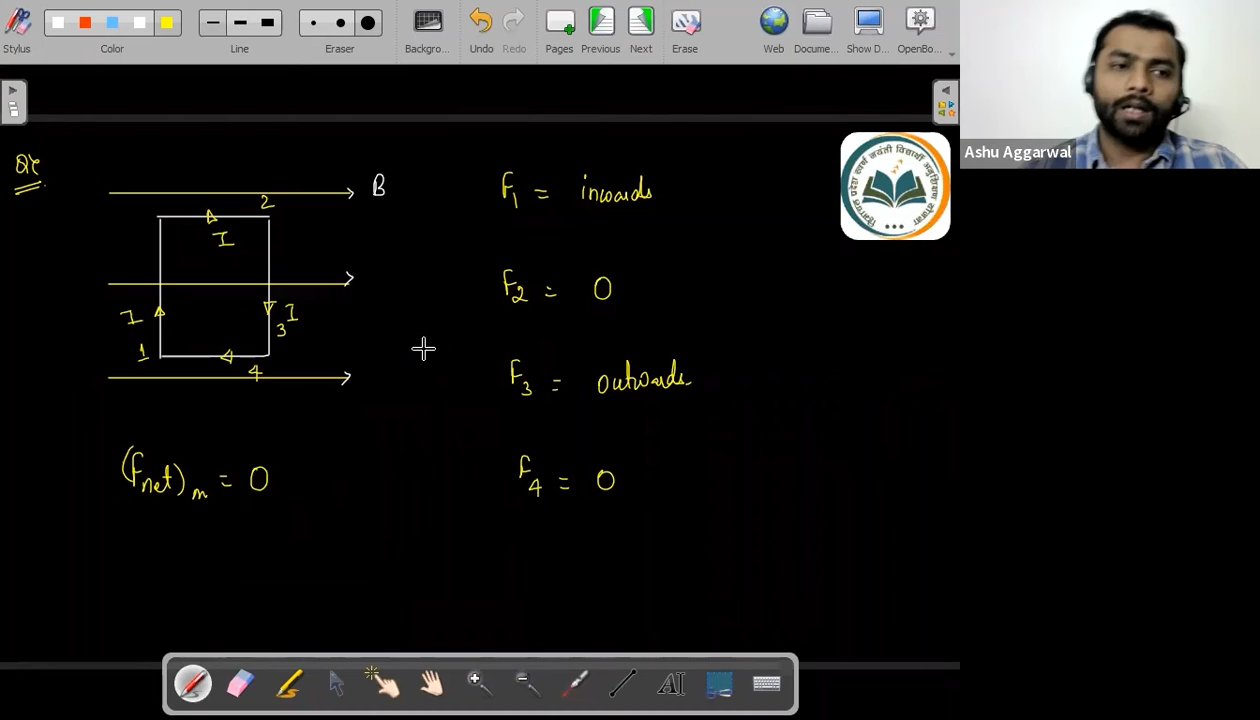 Stylus
Color
Line
Eraser
Backgro...
Undo
Redo
Pages
Previous
Next
Erase
Web
Docume...
Show D...
OpenBo...
Ashu Aggarwal
B
2
I
I
I
3
1
4
F1 = inwards
F2 = 0
F3 = outwards
F4 = 0
(Fnet)m = 0